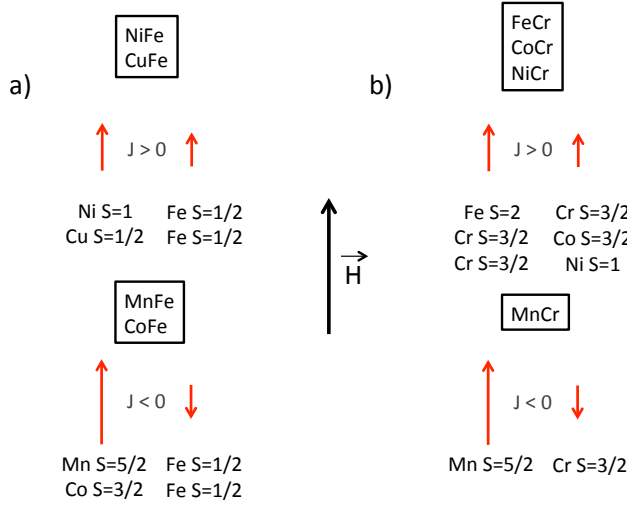 NiFe
CuFe
a)
J > 0
Ni S=1 Fe S=1/2
Cu S=1/2 Fe S=1/2
MnFe
CoFe
J < 0
Mn S=5/2 Fe S=1/2
Co S=3/2 Fe S=1/2
H
FeCr
CoCr
NiCr
b)
J > 0
Fe S=2 Cr S=3/2
Cr S=3/2 Co S=3/2
Cr S=3/2 Ni S=1
MnCr
J < 0
Mn S=5/2 Cr S=3/2